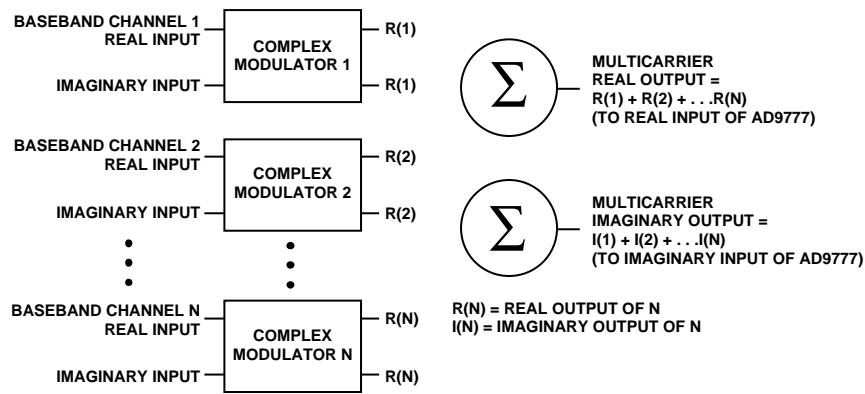 BASEBAND CHANNEL 1
REAL INPUT
IMAGINARY INPUT
COMPLEX
MODULATOR 1
R(1)
R(1)
BASEBAND CHANNEL 2
REAL INPUT
IMAGINARY INPUT
COMPLEX
MODULATOR 2
R(2)
R(2)
BASEBAND CHANNEL N
REAL INPUT
IMAGINARY INPUT
COMPLEX
MODULATOR N
R(N)
R(N)
Σ
MULTICARRIER
REAL OUTPUT =
R(1) + R(2) + . . .R(N)
(TO REAL INPUT OF AD9777)
Σ
MULTICARRIER
IMAGINARY OUTPUT =
I(1) + I(2) + . . .I(N)
(TO IMAGINARY INPUT OF AD9777)
R(N) = REAL OUTPUT OF N
I(N) = IMAGINARY OUTPUT OF N